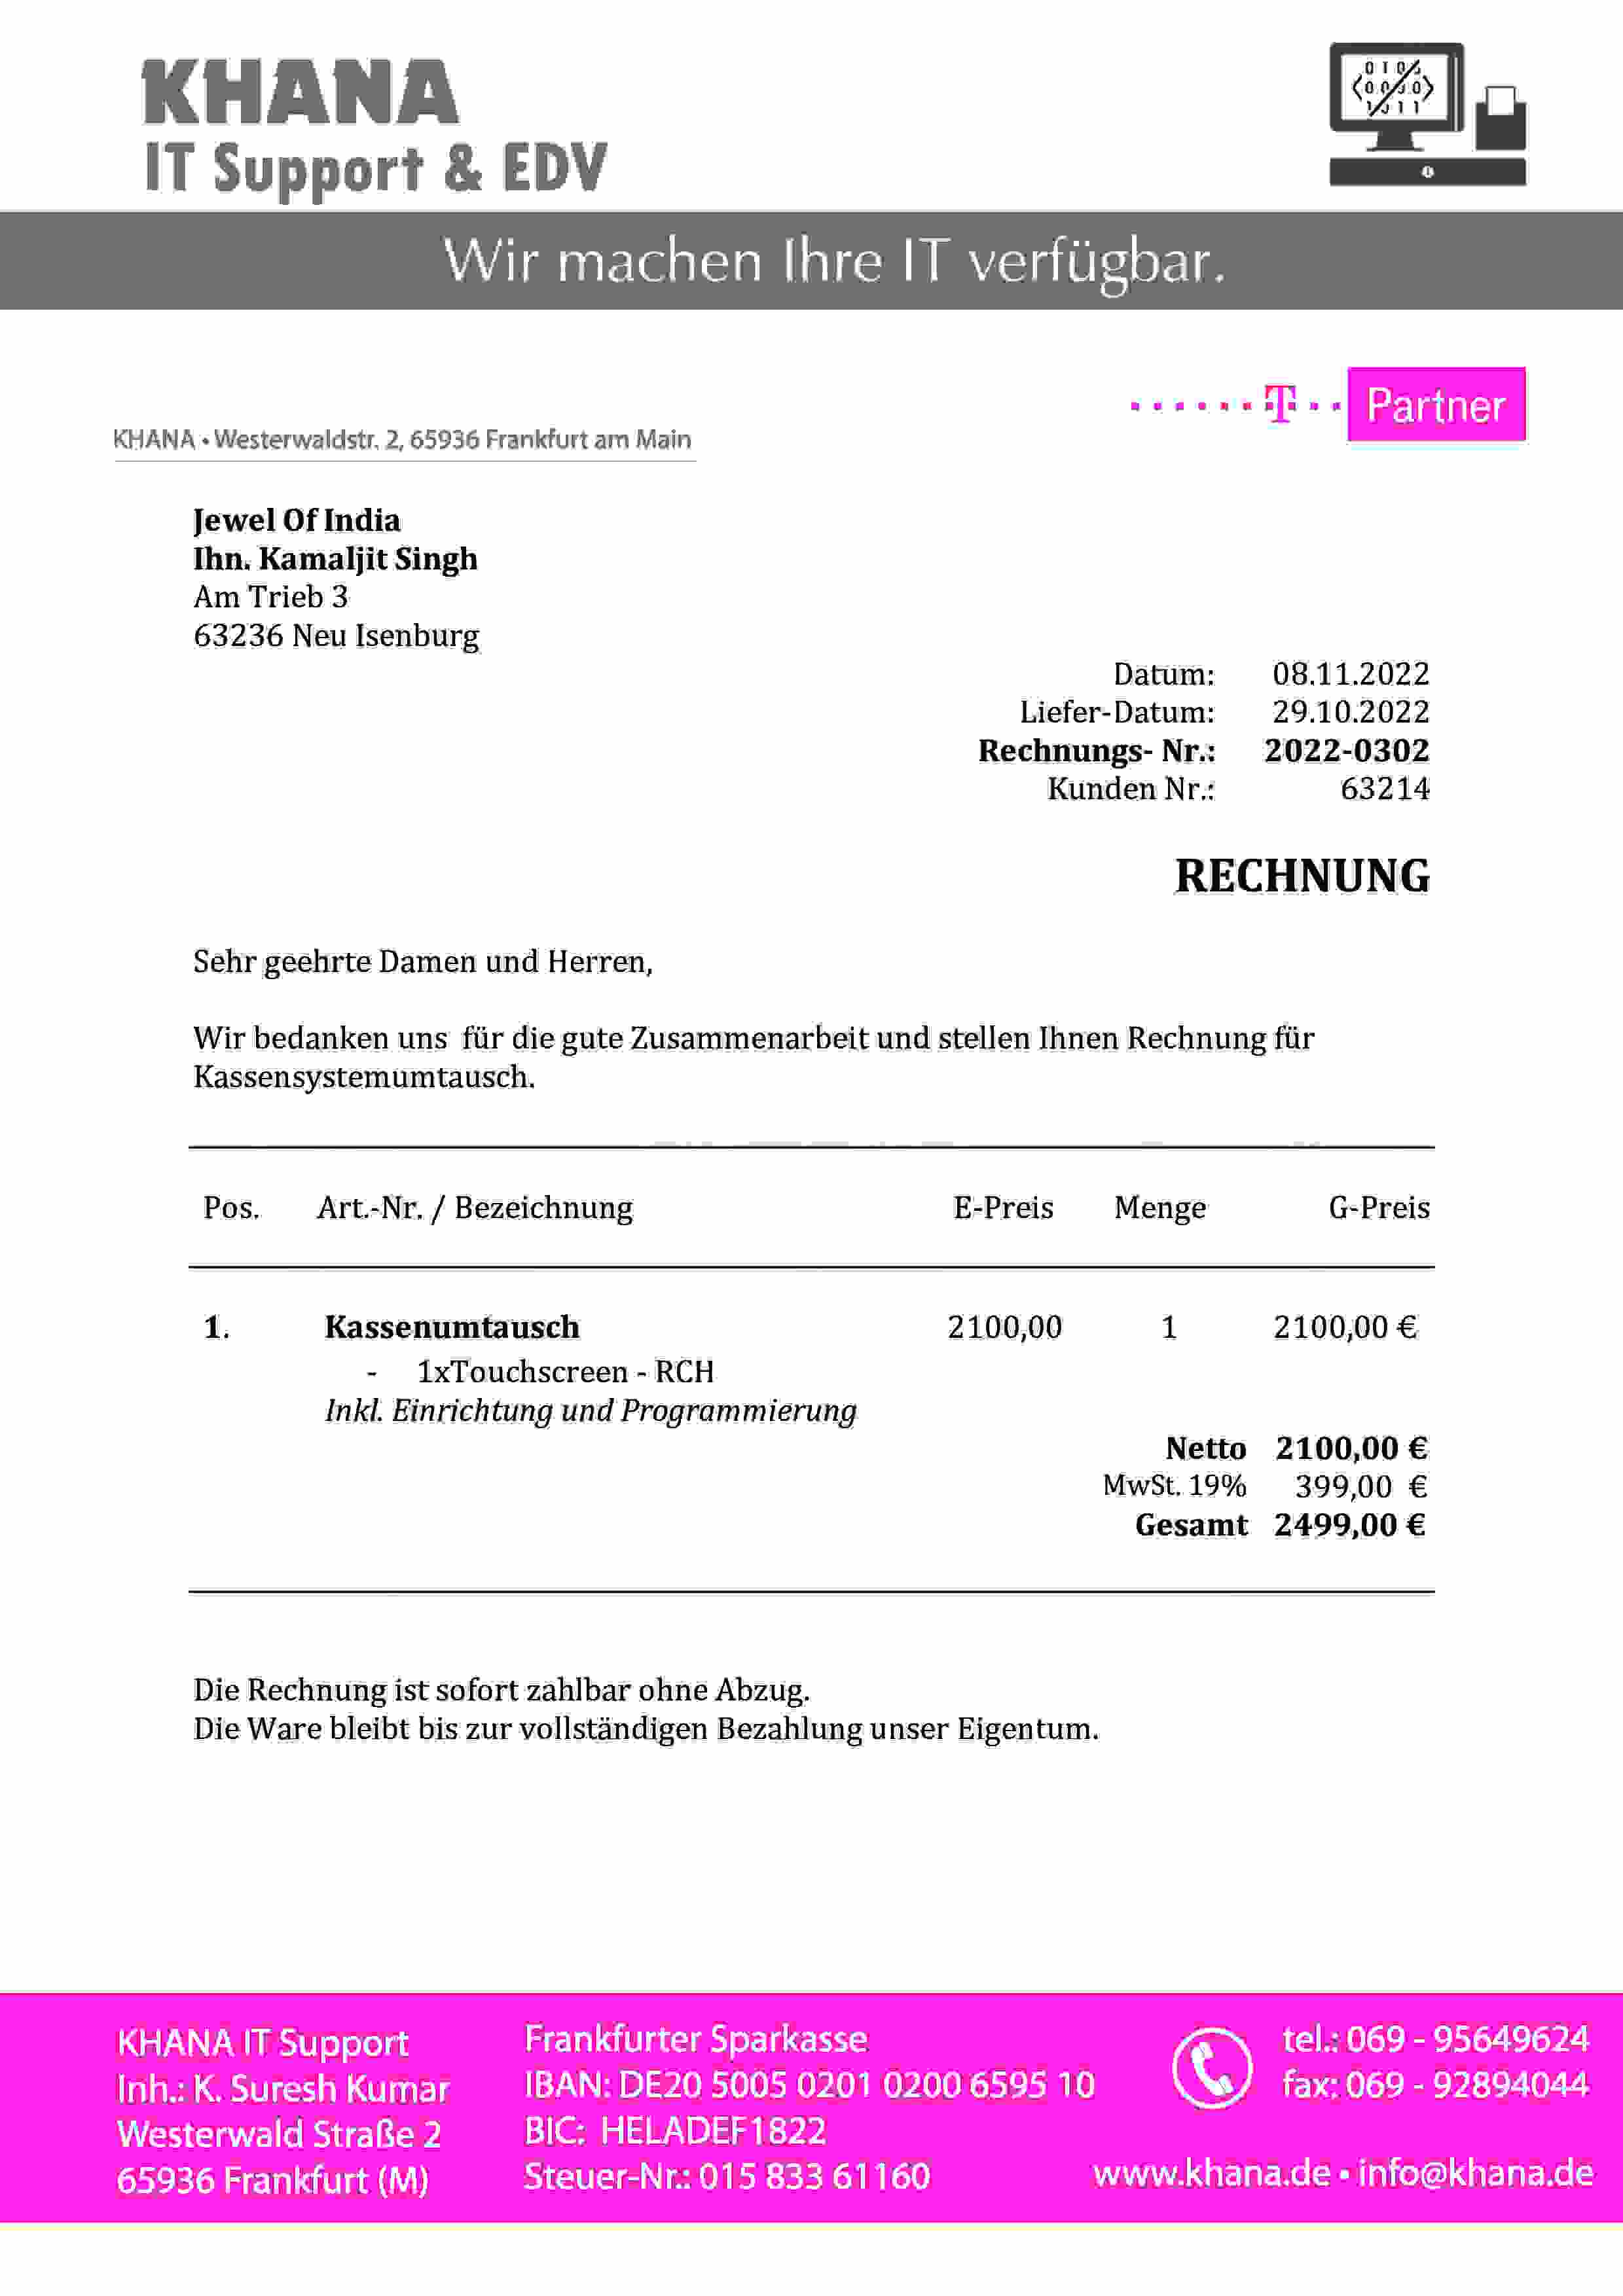 KHANA
IT Support & EDV
Wir machen Ihre IT verfügbar.
T Partner
KHANA • Westerwaldstr. 2, 65936 Frankfurt am Main
Jewel Of India
Ihn. Kamaljit Singh
Am Trieb 3
63236 Neu Isenburg
Datum: 08.11.2022
Liefer-Datum: 29.10.2022
Rechnungs- Nr.: 2022-0302
Kunden Nr.: 63214
RECHNUNG
Sehr geehrte Damen und Herren,
Wir bedanken uns für die gute Zusammenarbeit und stellen Ihnen Rechnung für
Kassensystemumtausch.
Pos. Art.-Nr. / Bezeichnung E-Preis Menge G-Preis
1. Kassenumtausch 2100,00 1 2100,00 €
- 1xTouchscreen - RCH
Inkl. Einrichtung und Programmierung
Netto 2100,00 €
MwSt. 19% 399,00 €
Gesamt 2499,00 €
Die Rechnung ist sofort zahlbar ohne Abzug.
Die Ware bleibt bis zur vollständigen Bezahlung unser Eigentum.
KHANA IT Support
Inh.: K. Suresh Kumar
Westerwald Straße 2
65936 Frankfurt (M)
Frankfurter Sparkasse
IBAN: DE20 5005 0201 0200 6595 10
BIC: HELADEF1822
Steuer-Nr.: 015 833 61160
tel.: 069 - 95649624
fax: 069 - 92894044
www.khana.de • info@khana.de